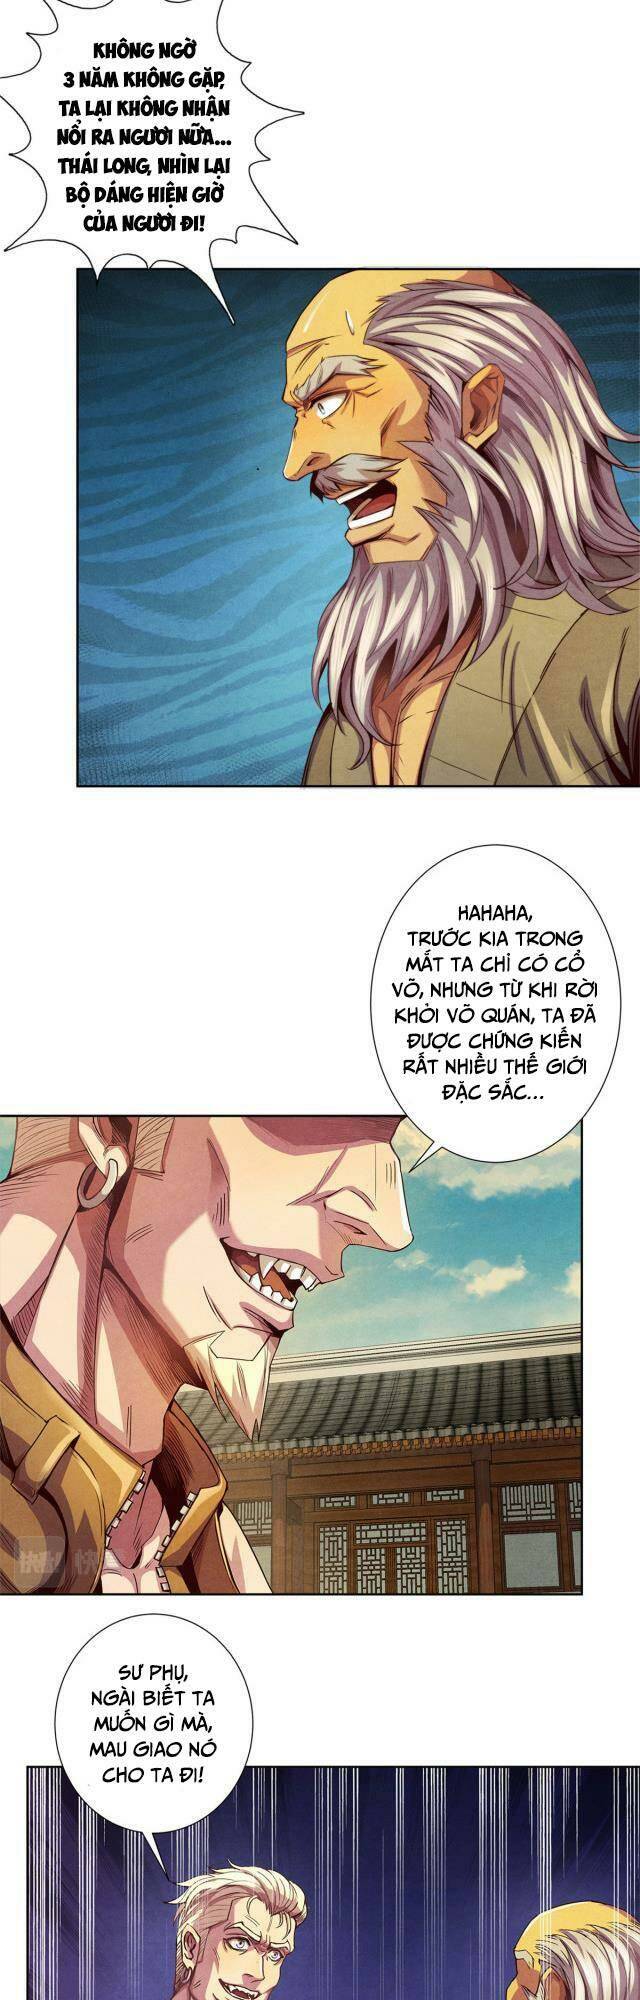 KHÔNG NGỜ
3 NĂM KHÔNG GẶP,
TA LẠI KHÔNG NHẬN
NỔI RA NGƯƠI NỮA...
THÁI LONG, NHÌN LẠI
BỘ DÁNG HIỆN GIỜ
CỦA NGƯƠI ĐI!
HAHAHA,
TRƯỚC KIA TRONG
MẮT TA CHỈ CÓ CỔ
VÕ, NHƯNG TỪ KHI RỜI
KHỎI VÕ QUÁN, TA ĐÃ
ĐƯỢC CHỨNG KIẾN
RẤT NHIỀU THẾ GIỚI
ĐẶC SẮC...
SƯ PHỤ,
NGÀI BIẾT TA
MUỐN GÌ MÀ,
MAU GIAO NÓ
CHO TA ĐI!